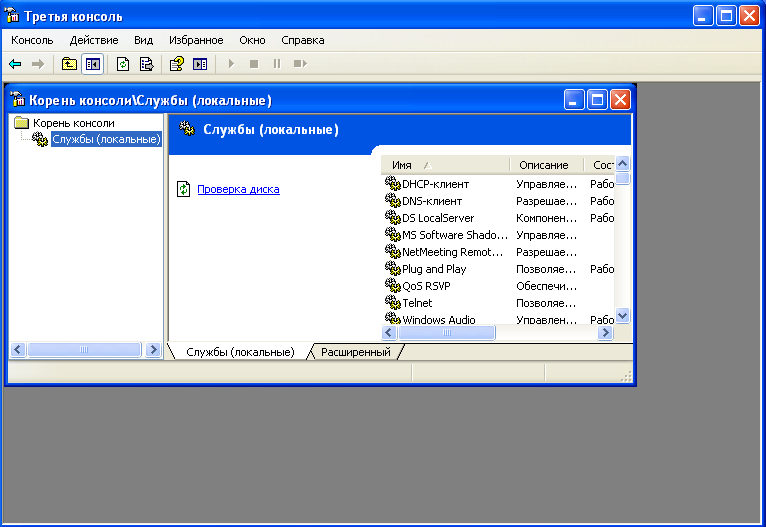 Третья консоль
Консоль Действие Вид Избранное Окно Справка
Корень консоли\Службы (локальные)
Корень консоли
Службы (локальные)
Службы (локальные)
Проверка диска
Имя Описание Сост
DHCP-клиент Управляе... Рабо
DNS-клиент Разрешае... Рабо
DS LocalServer Компонен... Рабо
MS Software Shado... Управляе...
NetMeeting Remot... Разрешае...
Plug and Play Позволяе... Рабо
QoS RSVP Обеспечи...
Telnet Позволяе...
Windows Audio Управлен... Рабо
Службы (локальные) Расширенный